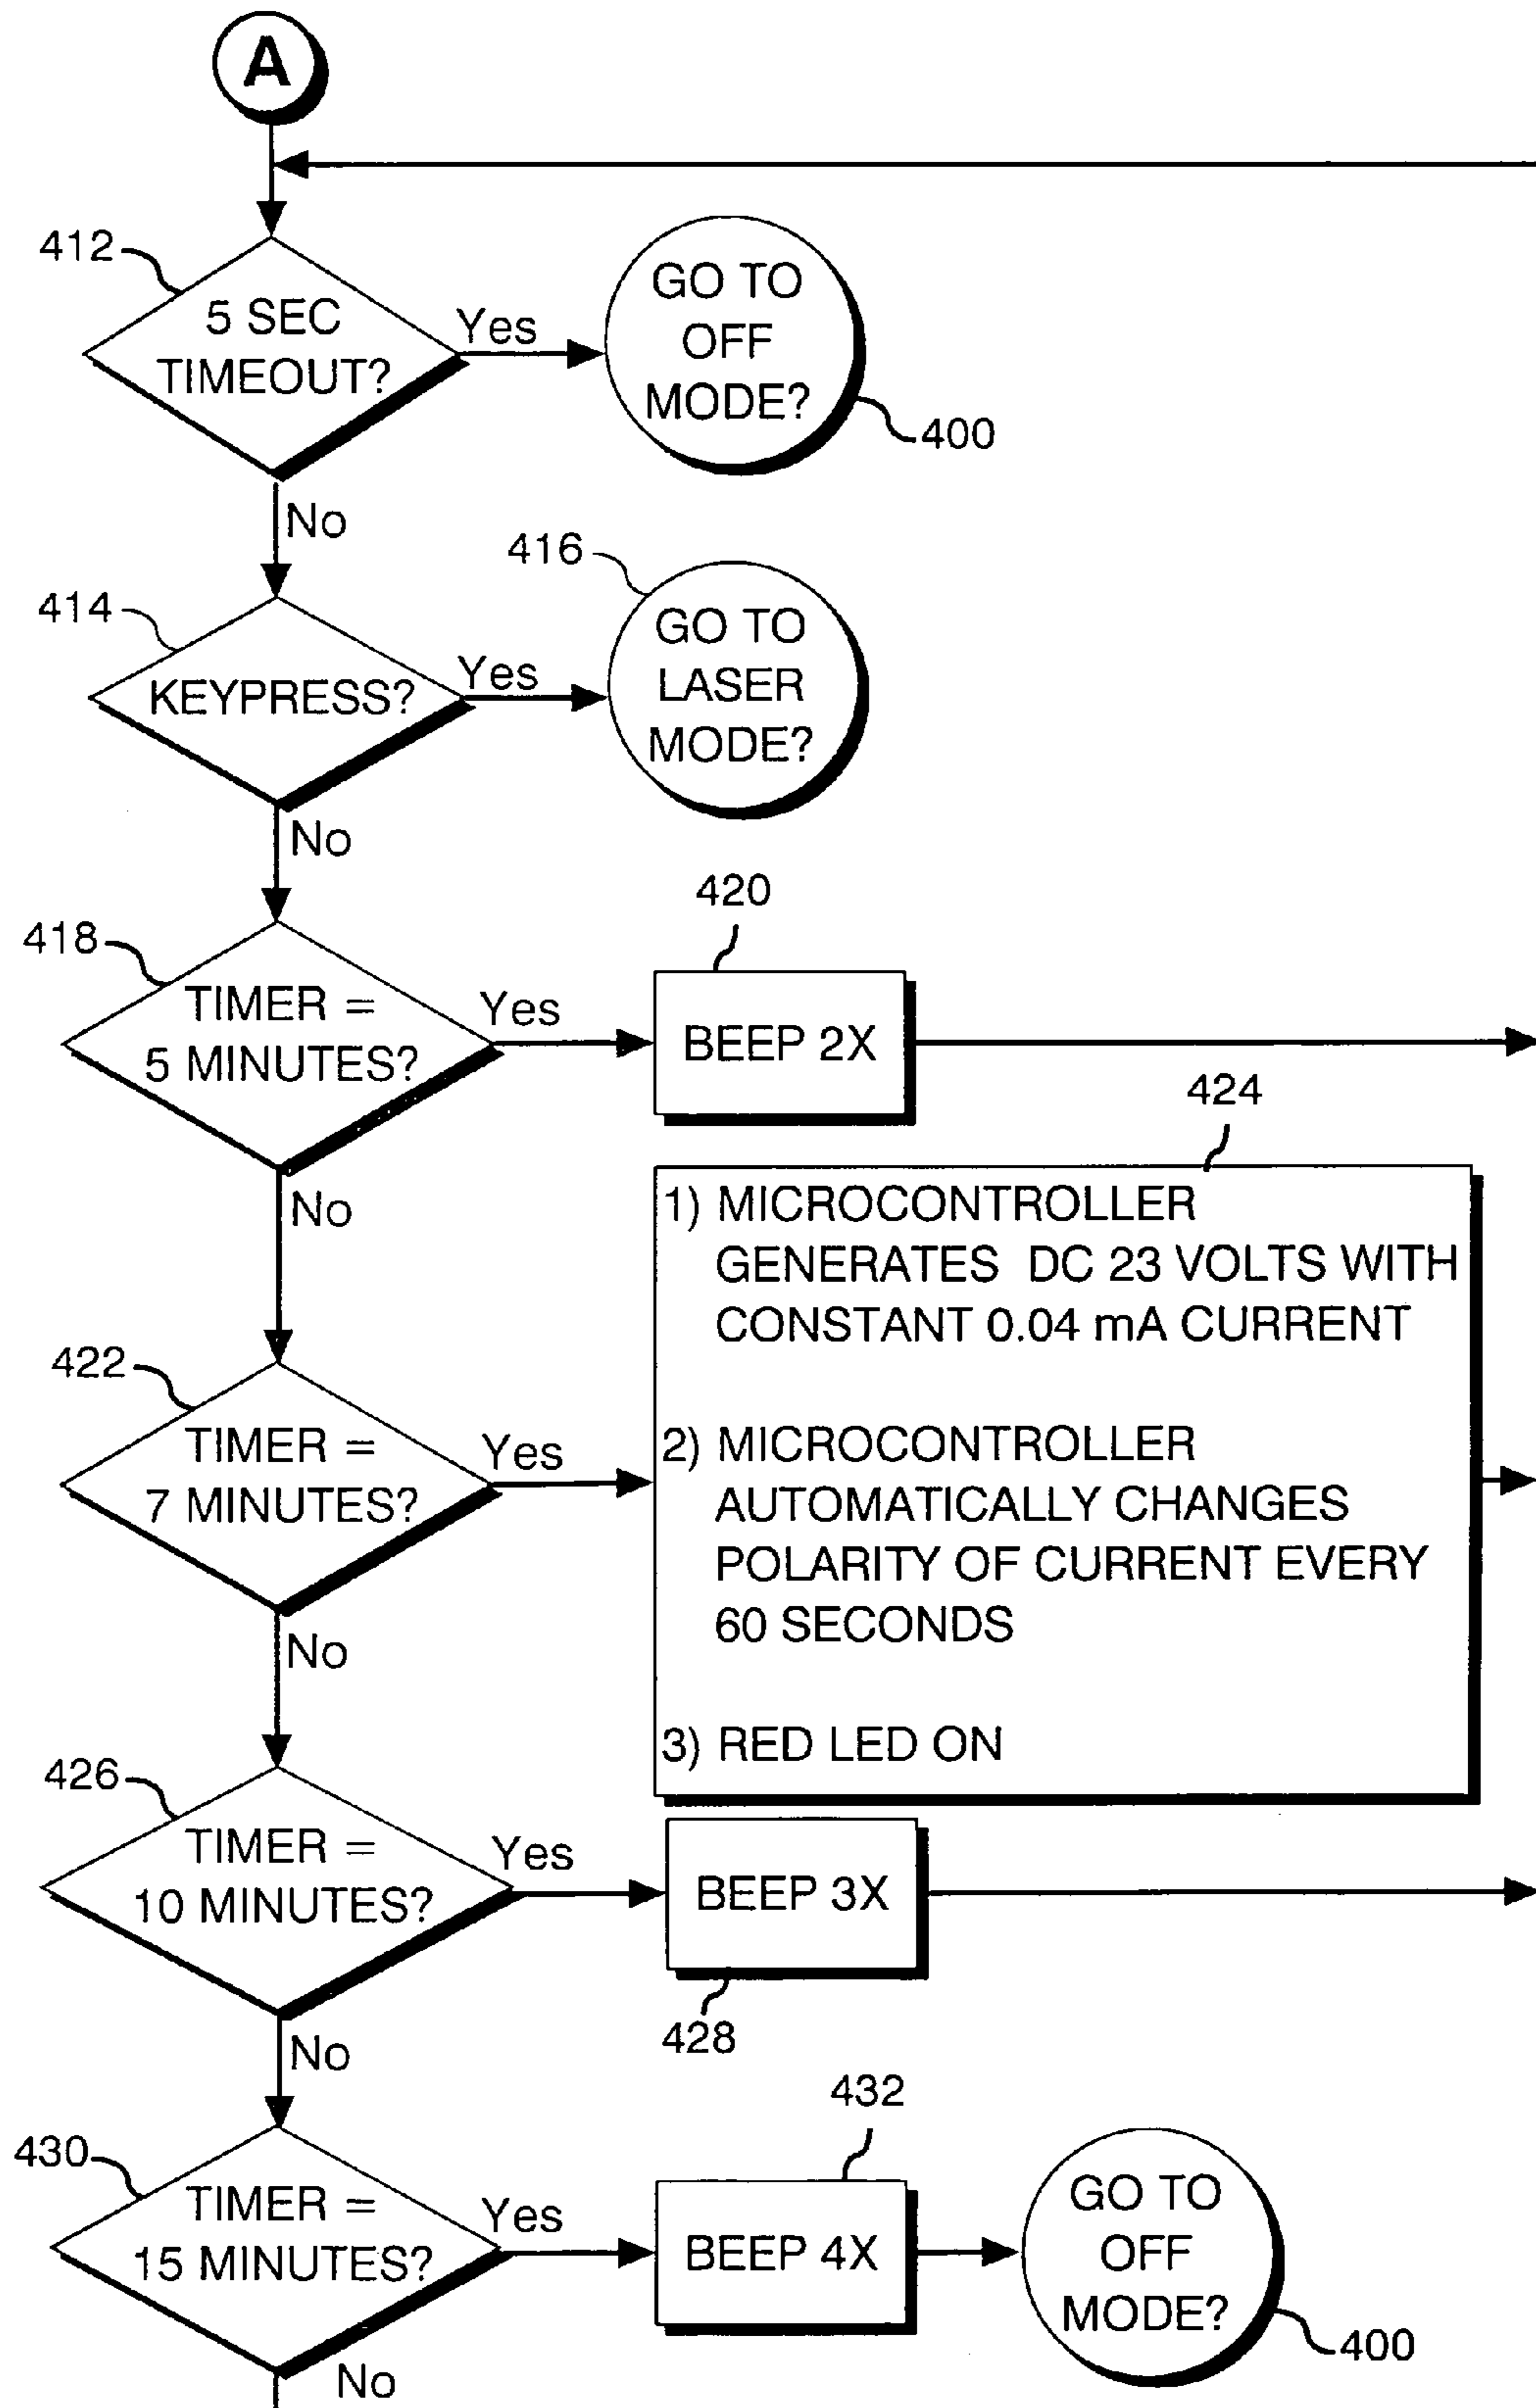 A
412
5 SEC
TIMEOUT?
Yes
GO TO
OFF
MODE?
400
No
414
KEYPRESS?
Yes
416
GO TO
LASER
MODE?
No
418
TIMER =
5 MINUTES?
Yes
420
BEEP 2X
No
422
TIMER =
7 MINUTES?
Yes
424
1) MICROCONTROLLER
GENERATES DC 23 VOLTS WITH
CONSTANT 0.04 mA CURRENT
2) MICROCONTROLLER
AUTOMATICALLY CHANGES
POLARITY OF CURRENT EVERY
60 SECONDS
3) RED LED ON
No
426
TIMER =
10 MINUTES?
Yes
BEEP 3X
428
No
430
TIMER =
15 MINUTES?
Yes
432
BEEP 4X
GO TO
OFF
MODE?
400
No